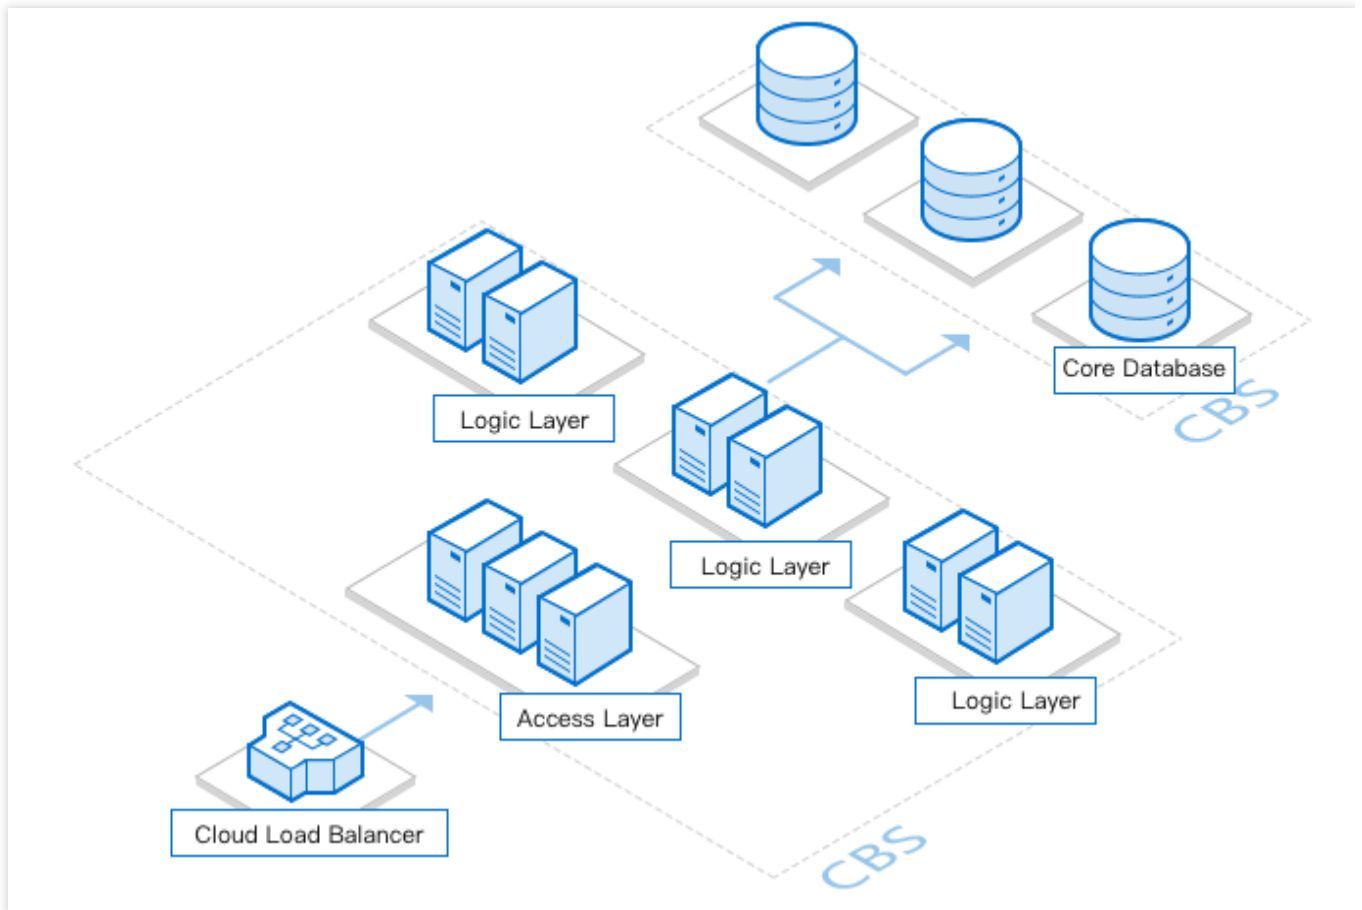 Core Database
CBS
Logic Layer
Logic Layer
Logic Layer
Access Layer
Cloud Load Balancer
CBS